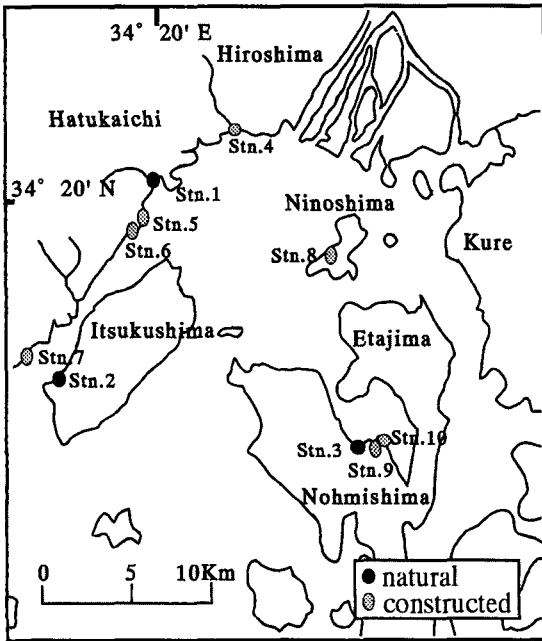 34° 20' E
Hiroshima
Hatukaichi
Stn.4
34° 20' N
Stn.1
Stn.5
Ninoshima
Stn.6
Stn.8
Kure
Itsukushima
Etajima
Stn.7
Stn.2
Stn.10
Stn.3
Stn.9
Nohmishima
0 5 10Km
natural
constructed